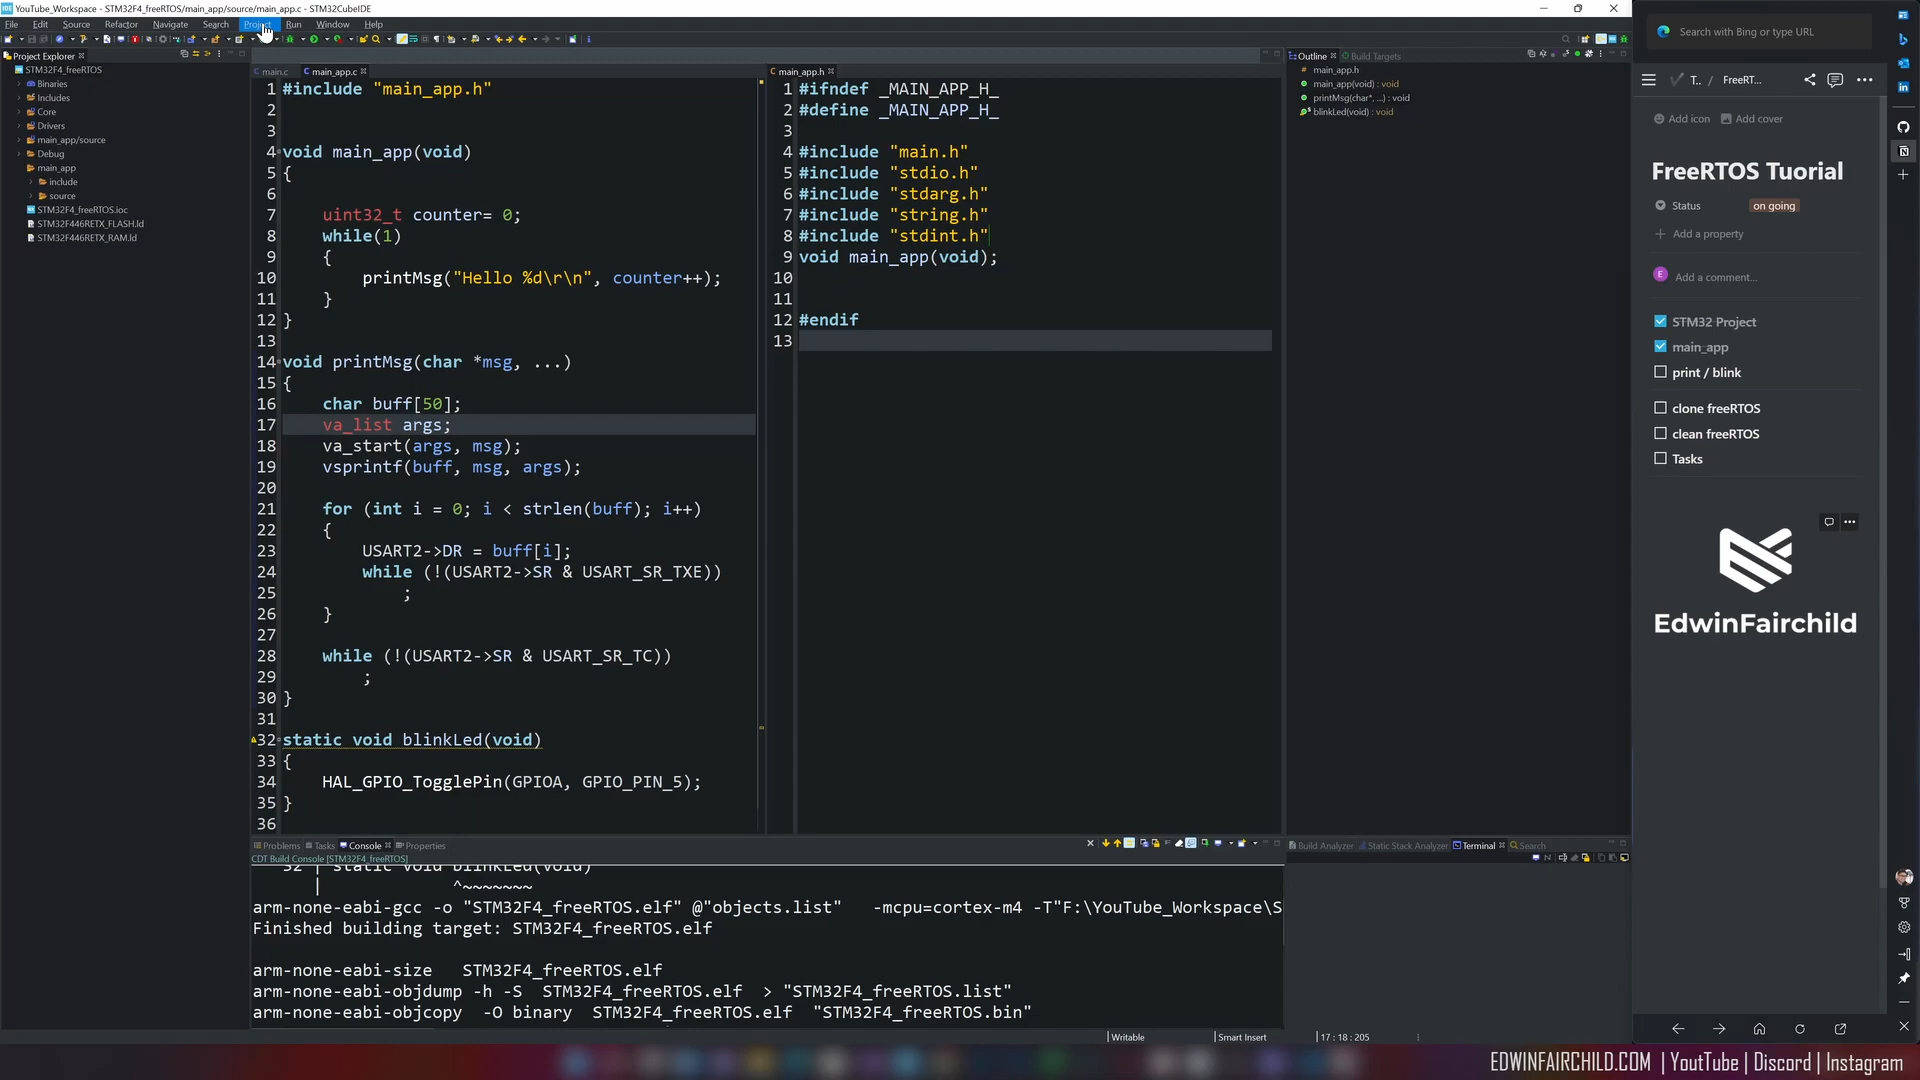 YouTube_Workspace - STM32F4_freeRTOS/main_app/source/main_app.c - STM32CubeIDE
File Edit Source Refactor Navigate Search Project Run Window Help
Project Explorer
STM32F4_freeRTOS
Binaries
Includes
Core
Drivers
main_app/source
Debug
main_app
include
source
STM32F4_freeRTOS.ioc
STM32F446RETX_FLASH.ld
STM32F446RETX_RAM.ld
main.c main_app.c
1 #include "main_app.h"
2
3
4 void main_app(void)
5 {
6
7 uint32_t counter= 0;
8 while(1)
9 {
10 printMsg("Hello %d\r\n", counter++);
11 }
12 }
13
14 void printMsg(char *msg, ...)
15 {
16 char buff[50];
17 va_list args;
18 va_start(args, msg);
19 vsprintf(buff, msg, args);
20
21 for (int i = 0; i < strlen(buff); i++)
22 {
23 USART2->DR = buff[i];
24 while (!(USART2->SR & USART_SR_TXE))
25 ;
26 }
27
28 while (!(USART2->SR & USART_SR_TC))
29 ;
30 }
31
32 static void blinkLed(void)
33 {
34 HAL_GPIO_TogglePin(GPIOA, GPIO_PIN_5);
35 }
36
main_app.h
1 #ifndef _MAIN_APP_H_
2 #define _MAIN_APP_H_
3
4 #include "main.h"
5 #include "stdio.h"
6 #include "stdarg.h"
7 #include "string.h"
8 #include "stdint.h"
9 void main_app(void);
10
11
12 #endif
13
Outline Build Targets
main_app.h
main_app(void) : void
printMsg(char*, ...) : void
blinkLed(void) : void
Problems Tasks Console Properties
CDT Build Console [STM32F4_freeRTOS]
32 | static void blinkLed(void)
| ^~~~~~~~
arm-none-eabi-gcc -o "STM32F4_freeRTOS.elf" @"objects.list" -mcpu=cortex-m4 -T"F:\YouTube_Workspace\S
Finished building target: STM32F4_freeRTOS.elf
arm-none-eabi-size STM32F4_freeRTOS.elf
arm-none-eabi-objdump -h -S STM32F4_freeRTOS.elf > "STM32F4_freeRTOS.list"
arm-none-eabi-objcopy -O binary STM32F4_freeRTOS.elf "STM32F4_freeRTOS.bin"
Build Analyzer Static Stack Analyzer Terminal Search
Writable Smart Insert 17 : 18 : 205
Search with Bing or type URL
T... / FreeRT...
Add icon Add cover
FreeRTOS Tuorial
Status on going
Add a property
E Add a comment...
STM32 Project
main_app
print / blink
clone freeRTOS
clean freeRTOS
Tasks
EdwinFairchild
EDWINFAIRCHILD.COM | YoutTube | Discord | Instagram